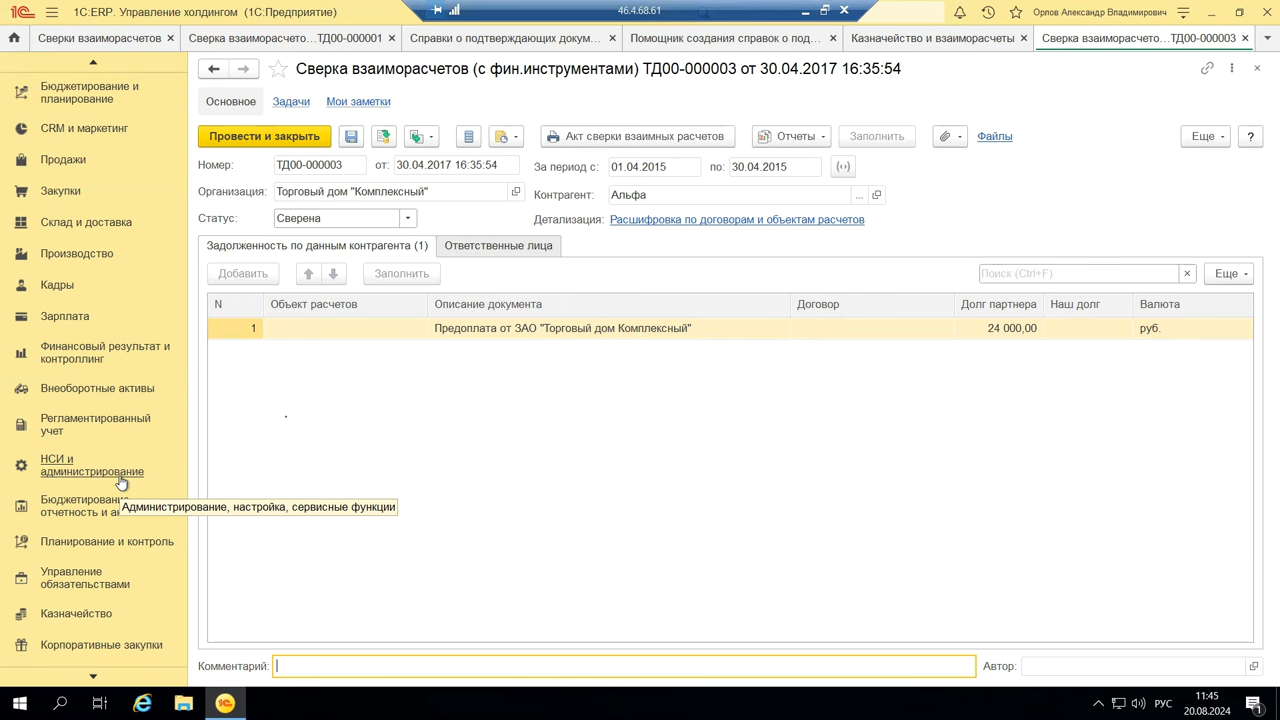 46.4.68.61
1С:ERP. Управление холдингом (1С:Предприятие)
Орлов Александр Владимирович
Сверки взаиморасчетов
Сверка взаиморасчето...ТД00-000001
Справки о подтверждающих докум...
Помощник создания справок о под...
Казначейство и взаиморасчеты
Сверка взаиморасчето...ТД00-000003
Бюджетирование и
планирование
CRM и маркетинг
Продажи
Закупки
Склад и доставка
Производство
Кадры
Зарплата
Финансовый результат и
контроллинг
Внеоборотные активы
Регламентированный
учет
НСИ и
администрирование
Бюджетирование
отчетность и ан
Администрирование, настройка, сервисные функции
Планирование и контроль
Управление
обязательствами
Казначейство
Корпоративные закупки
Сверка взаиморасчетов (с фин.инструментами) ТД00-000003 от 30.04.2017 16:35:54
Основное Задачи Мои заметки
Провести и закрыть Акт сверки взаимных расчетов Отчеты Заполнить Файлы Еще ?
Номер: ТД00-000003 от: 30.04.2017 16:35:54 За период с: 01.04.2015 по: 30.04.2015
Организация: Торговый дом "Комплексный" Контрагент: Альфа
Статус: Сверена Детализация: Расшифровка по договорам и объектам расчетов
Задолженность по данным контрагента (1) Ответственные лица
Добавить Заполнить Поиск (Ctrl+F) Еще
N Объект расчетов Описание документа Договор Долг партнера Наш долг Валюта
1 Предоплата от ЗАО "Торговый дом Комплексный" 24 000,00 руб.
Комментарий: Автор:
РУС
11:45
20.08.2024
1